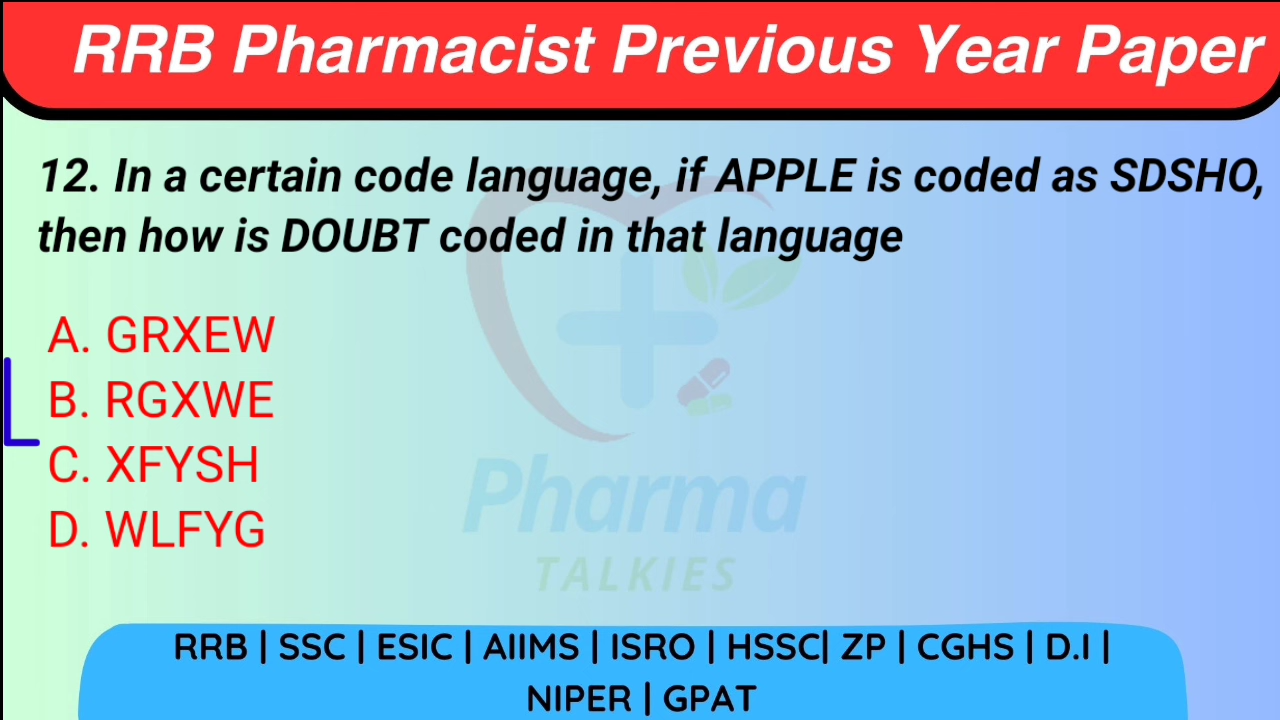 RRB Pharmacist Previous Year Paper
12. In a certain code language, if APPLE is coded as SDSHO,
then how is DOUBT coded in that language
A. GRXEW
B. RGXWE
C. XFYSH
D. WLFYG
Pharma
TALKIES
RRB | SSC | ESIC | AIIMS | ISRO | HSSC| ZP | CGHS | D.I |
NIPER | GPAT